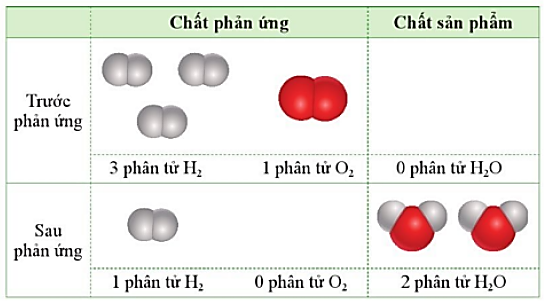 Chất phản ứng
Chất sản phẩm
Trước
phản ứng
3 phân tử H₂
1 phân tử O₂
0 phân tử H₂O
Sau
phản ứng
1 phân tử H₂
0 phân tử O₂
2 phân tử H₂O